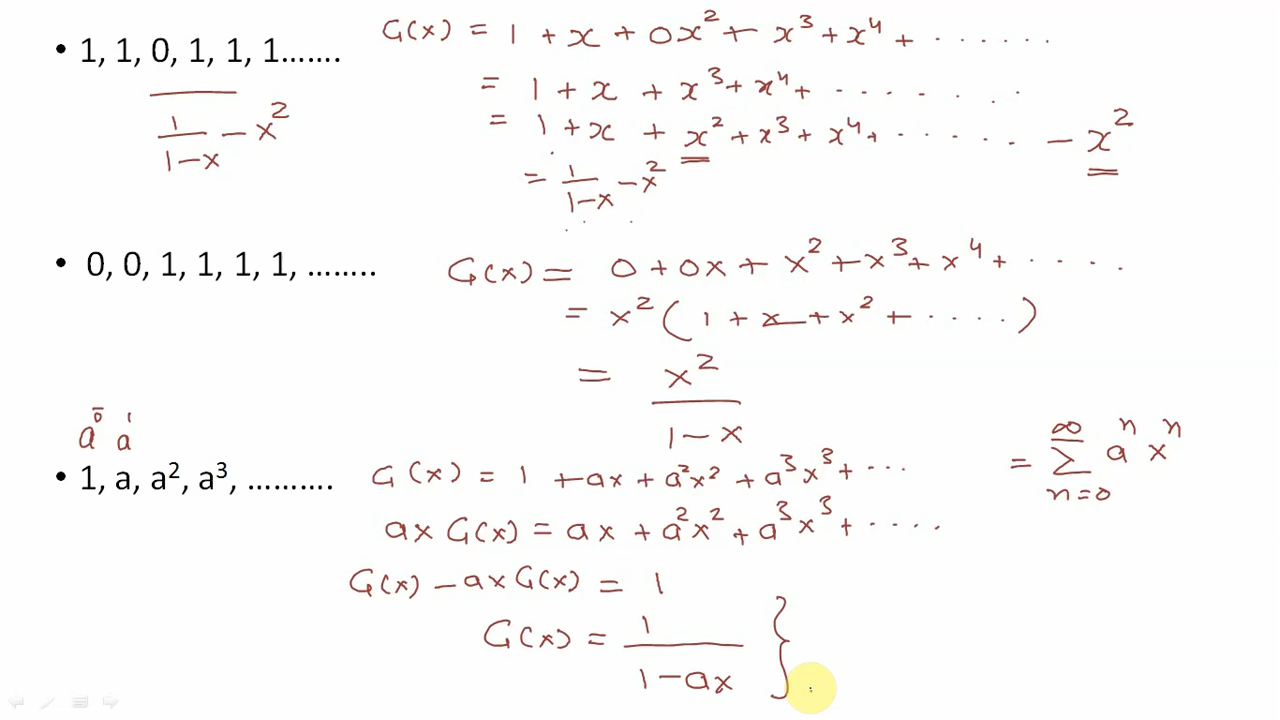 • 1, 1, 0, 1, 1, 1.......
1/(1-x) - x²
G(x) = 1 + x + 0x² + x³ + x⁴ + ......
= 1 + x + x³ + x⁴ + .......
= 1 + x + x² + x³ + x⁴ + ...... - x²
= 1/(1-x) - x²
• 0, 0, 1, 1, 1, 1, ........
G(x) = 0 + 0x + x² + x³ + x⁴ + ....
= x² ( 1 + x + x² + .... )
= x²/(1-x)
a⁰ a¹
• 1, a, a², a³, ..........
G(x) = 1 + ax + a²x² + a³x³ + ...
= ∑_{n=0}^{∞} aⁿ xⁿ
ax G(x) = ax + a²x² + a³x³ + ....
G(x) - ax G(x) = 1
G(x) = 1/(1-ax) }